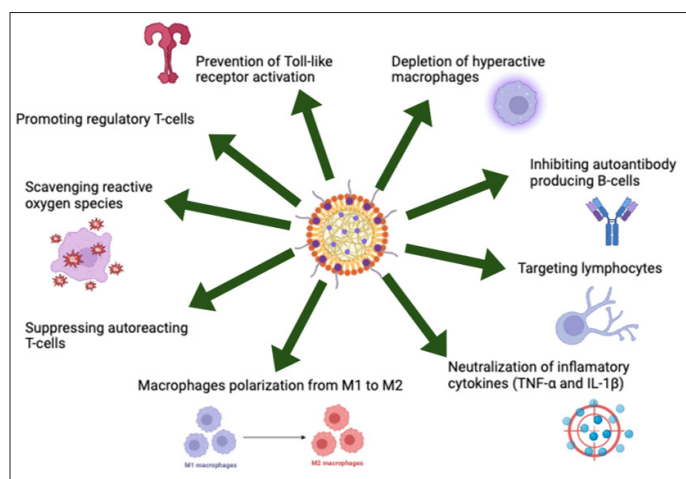 Prevention of Toll-like
receptor activation
Depletion of hyperactive
macrophages
Promoting regulatory T-cells
Inhibiting autoantibody
producing B-cells
Scavenging reactive
oxygen species
Targeting lymphocytes
Suppressing autoreacting
T-cells
Neutralization of inflamatory
cytokines (TNF-α and IL-1β)
Macrophages polarization from M1 to M2
M1 macrophages
M2 macrophages